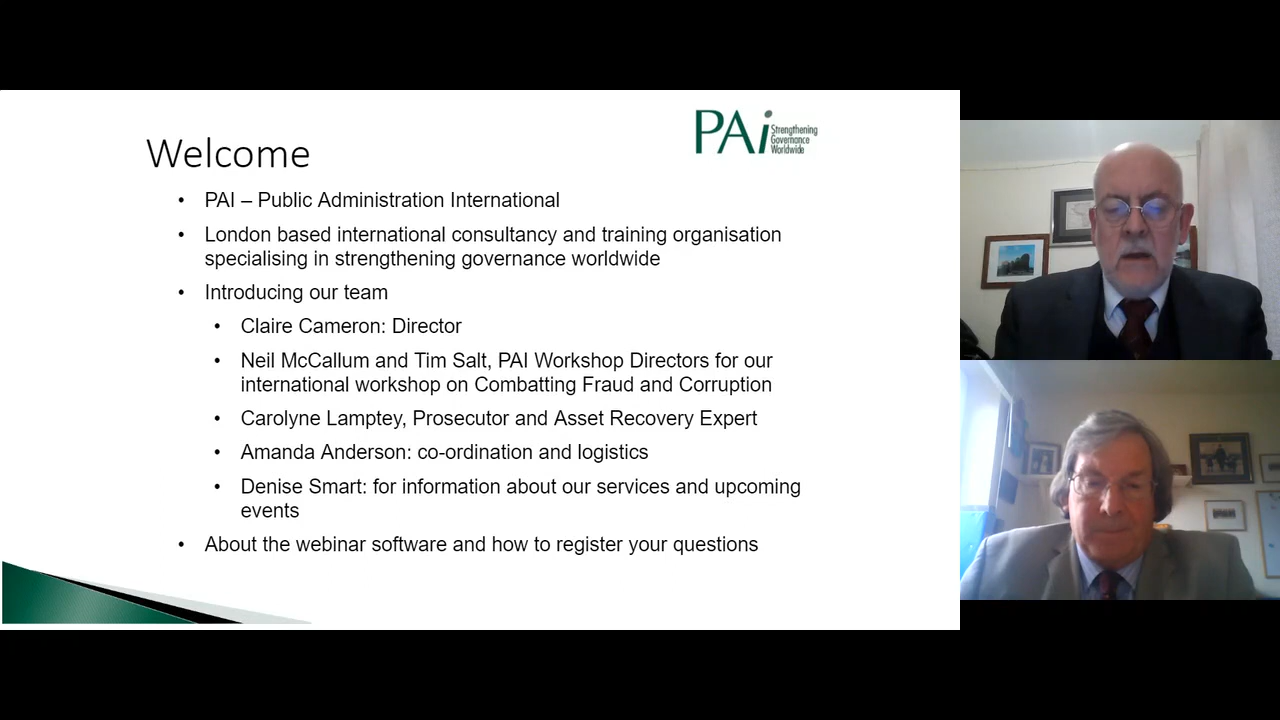 PAi Strengthening
Governance
Worldwide
Welcome
• PAI – Public Administration International
• London based international consultancy and training organisation
specialising in strengthening governance worldwide
• Introducing our team
• Claire Cameron: Director
• Neil McCallum and Tim Salt, PAI Workshop Directors for our
international workshop on Combatting Fraud and Corruption
• Carolyne Lamptey, Prosecutor and Asset Recovery Expert
• Amanda Anderson: co-ordination and logistics
• Denise Smart: for information about our services and upcoming
events
• About the webinar software and how to register your questions